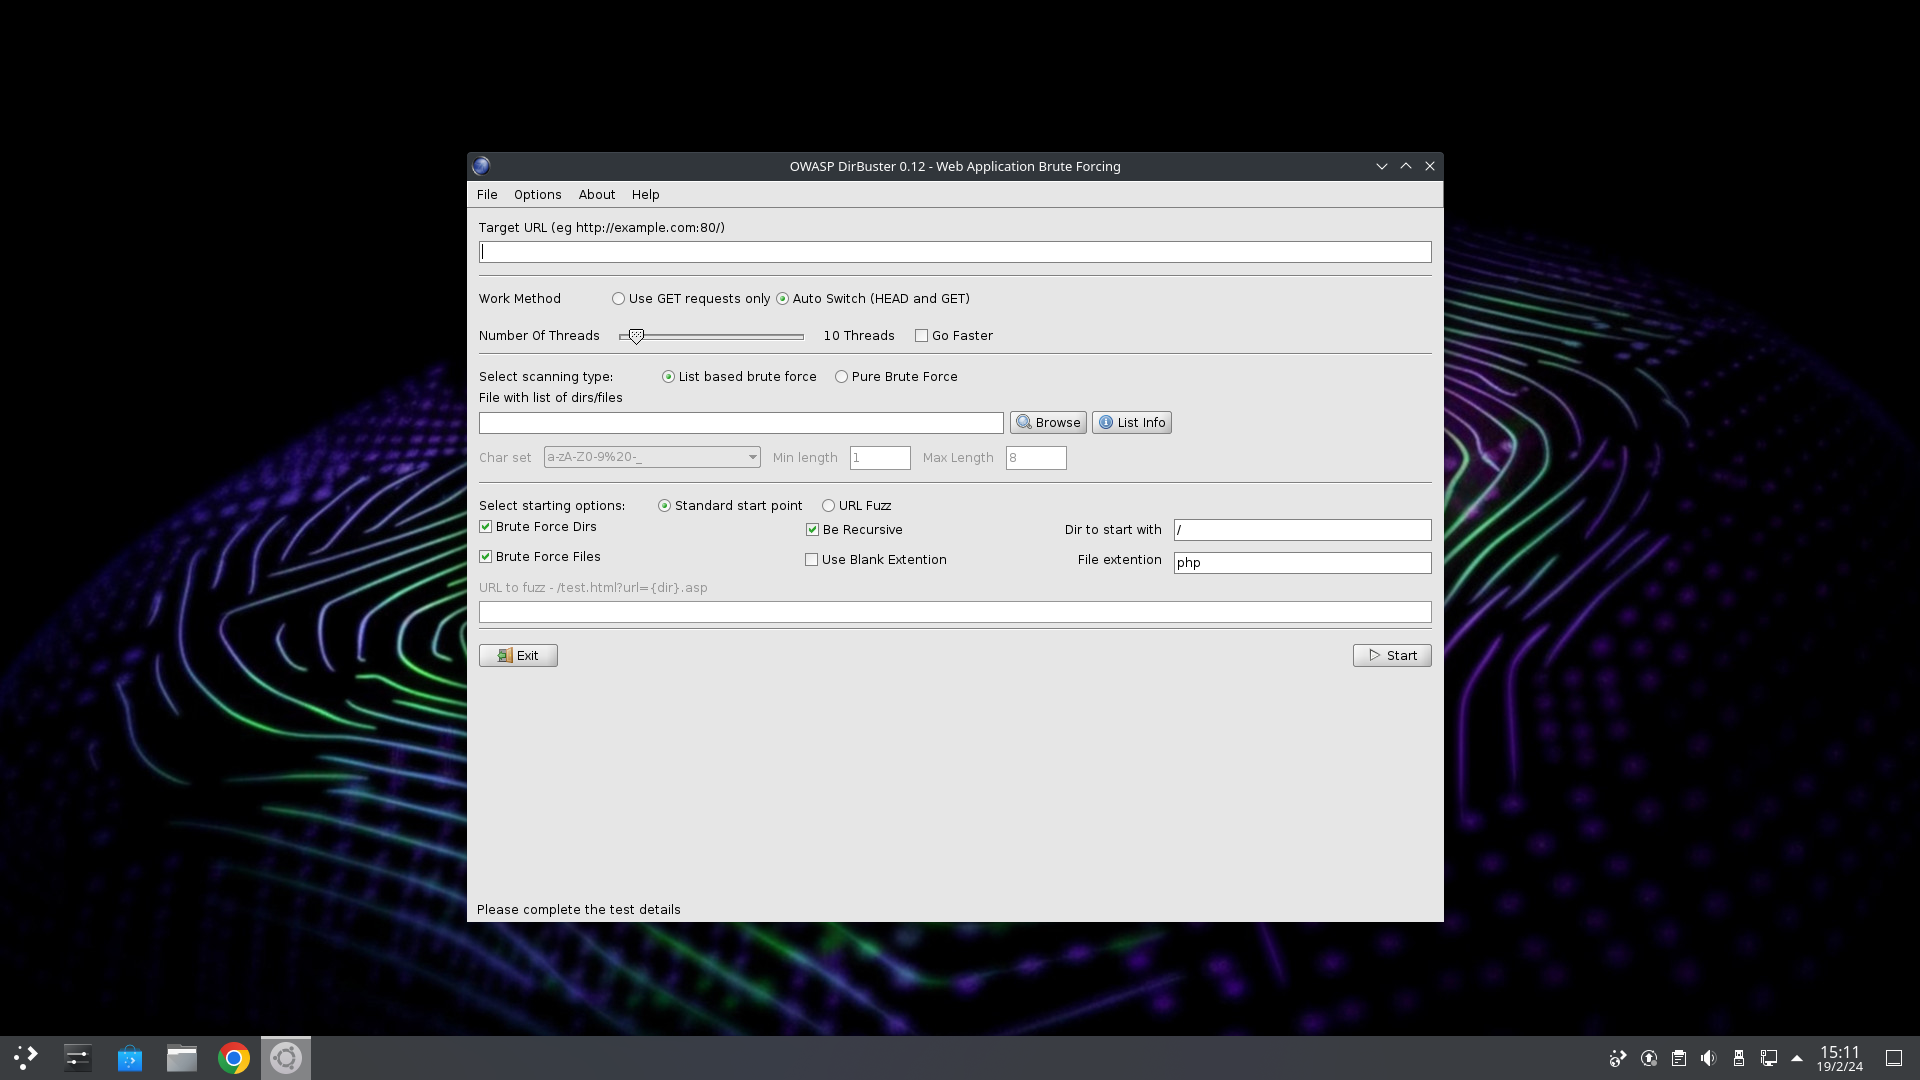 OWASP DirBuster 0.12 - Web Application Brute Forcing
File Options About Help
Target URL (eg http://example.com:80/)
Work Method Use GET requests only Auto Switch (HEAD and GET)
Number Of Threads 10 Threads Go Faster
Select scanning type: List based brute force Pure Brute Force
File with list of dirs/files
Browse List Info
Char set a-zA-Z0-9%20-_ Min length 1 Max Length 8
Select starting options: Standard start point URL Fuzz
Brute Force Dirs Be Recursive Dir to start with /
Brute Force Files Use Blank Extention File extention php
URL to fuzz - /test.html?url={dir}.asp
Exit Start
Please complete the test details
15:11
19/2/24